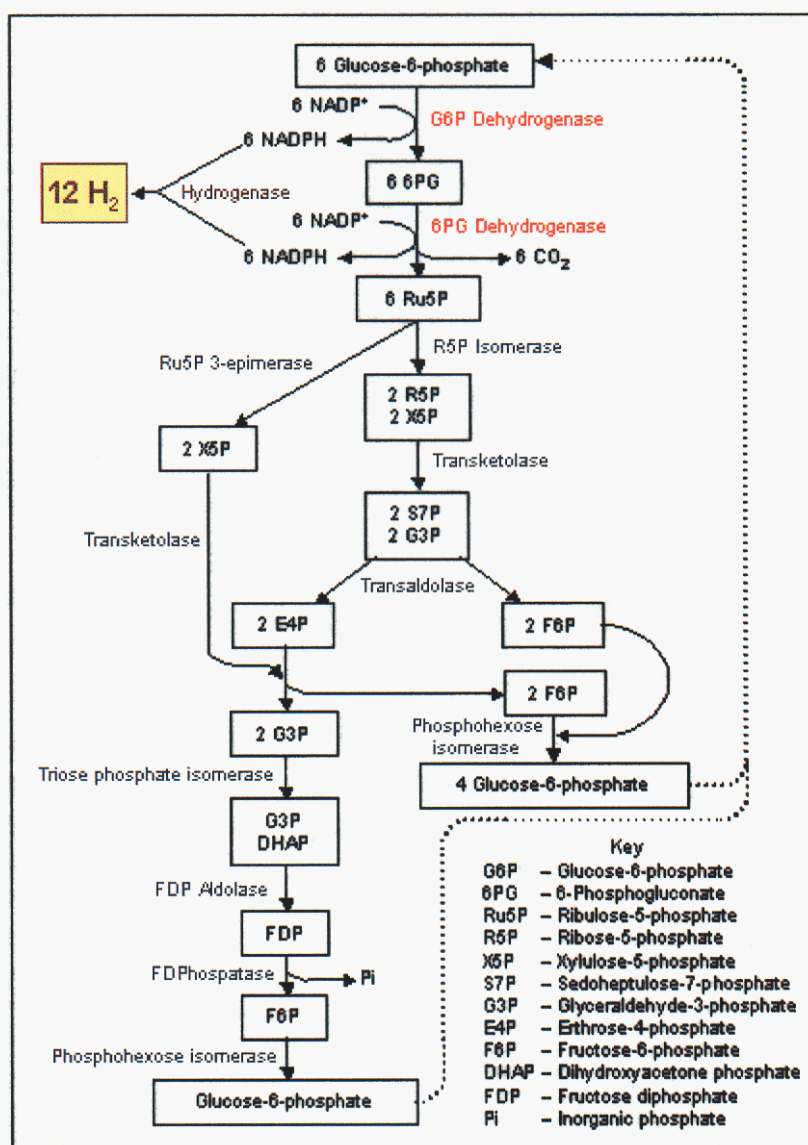 6 Glucose-6-phosphate
6 NADP⁺
G6P Dehydrogenase
6 NADPH
12 H₂
Hydrogenase
6 6PG
6 NADP⁺
6PG Dehydrogenase
6 NADPH
6 CO₂
6 Ru5P
Ru5P 3-epimerase
R5P Isomerase
2 R5P
2 X5P
2 X5P
Transketolase
2 S7P
2 G3P
Transketolase
Transaldolase
2 E4P
2 F6P
2 F6P
2 G3P
Phosphohexose
isomerase
Triose phosphate isomerase
4 Glucose-6-phosphate
G3P
DHAP
FDP Aldolase
FDP
FDPhospatase
Pi
F6P
Phosphohexose isomerase
Glucose-6-phosphate
Key
G6P – Glucose-6-phosphate
6PG – 6-Phosphogluconate
Ru5P – Ribulose-5-phosphate
R5P – Ribose-5-phosphate
X5P – Xylulose-5-phosphate
S7P – Sedoheptulose-7-phosphate
G3P – Glyceraldehyde-3-phosphate
E4P – Erthrose-4-phosphate
F6P – Fructose-6-phosphate
DHAP – Dihydroxyacetone phosphate
FDP – Fructose diphosphate
Pi – Inorganic phosphate